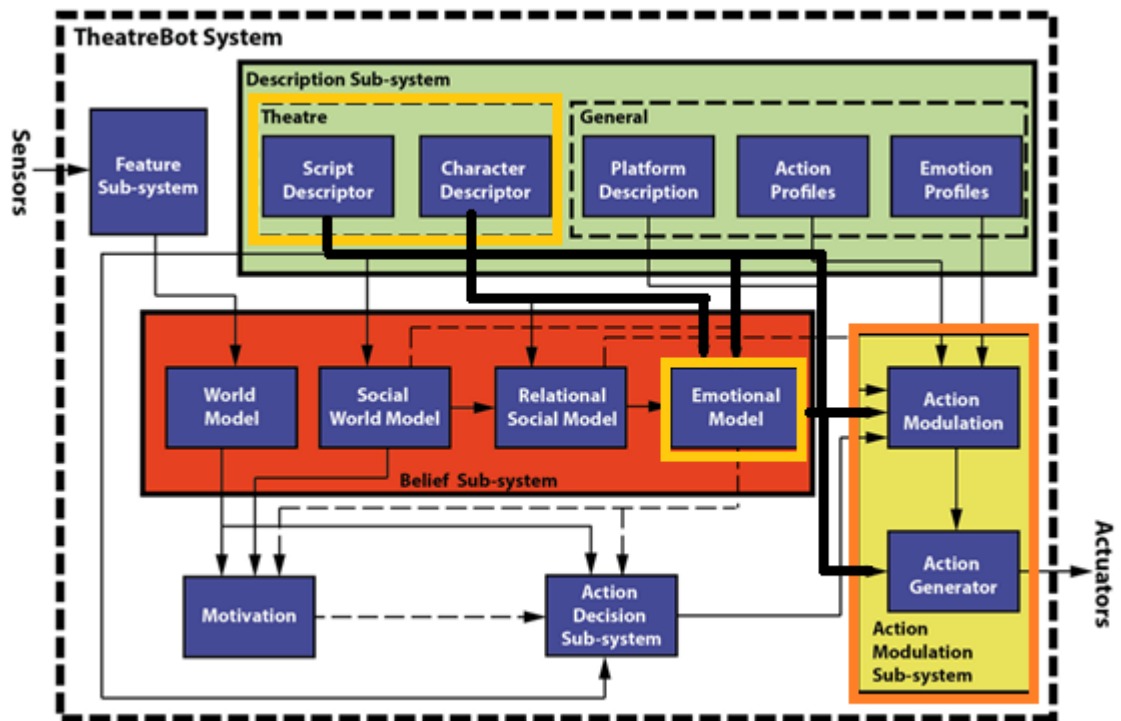 TheatreBot System
Description Sub-system
Theatre
General
Sensors
Feature
Sub-system
Script
Descriptor
Character
Descriptor
Platform
Description
Action
Profiles
Emotion
Profiles
World
Model
Social
World Model
Relational
Social Model
Emotional
Model
Action
Modulation
Belief Sub-system
Motivation
Action
Decision
Sub-system
Action
Generator
Actuators
Action
Modulation
Sub-system